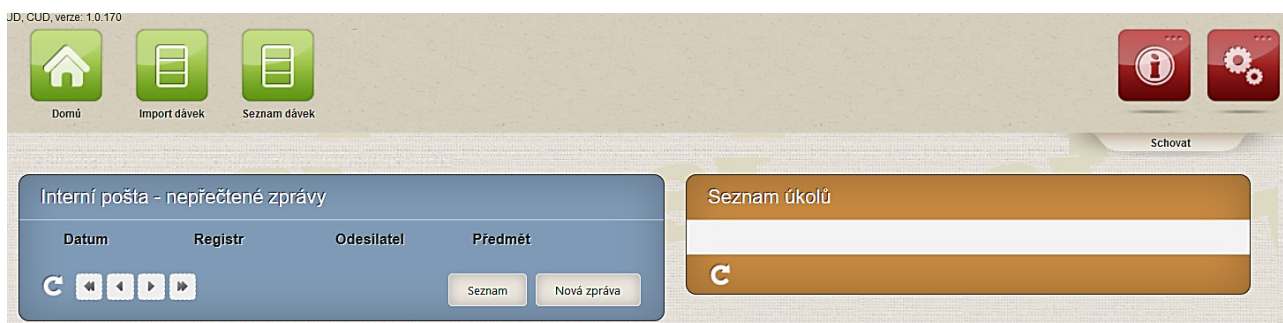 JD, CUD, verze: 1.0.170
Domů
Import dávek
Seznam dávek
Schovat
Interní pošta - nepřečtené zprávy
Datum
Registr
Odesilatel
Předmět
Seznam
Nová zpráva
Seznam úkolů